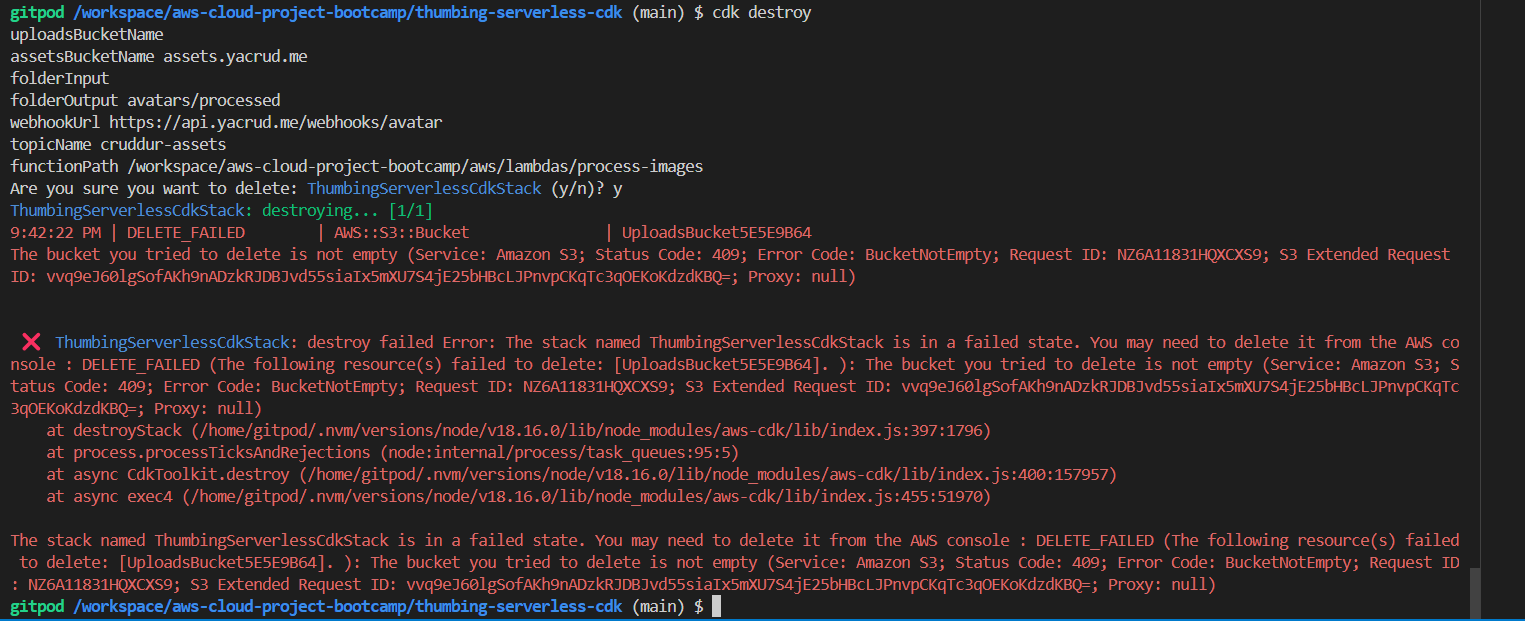 gitpod /workspace/aws-cloud-project-bootcamp/thumbing-serverless-cdk (main) $ cdk destroy
uploadsBucketName
assetsBucketName assets.yacrud.me
folderInput
folderOutput avatars/processed
webhookUrl https://api.yacrud.me/webhooks/avatar
topicName cruddur-assets
functionPath /workspace/aws-cloud-project-bootcamp/aws/lambdas/process-images
Are you sure you want to delete: ThumbingServerlessCdkStack (y/n)? y
ThumbingServerlessCdkStack: destroying... [1/1]
9:42:22 PM | DELETE_FAILED        | AWS::S3::Bucket               | UploadsBucket5E5E9B64
The bucket you tried to delete is not empty (Service: Amazon S3; Status Code: 409; Error Code: BucketNotEmpty; Request ID: NZ6A11831HQXCXS9; S3 Extended Request
ID: vvq9eJ60lgSofAKh9nADzkRJDBJvd55siaIx5mXU7S4jE25bHBcLJPnvpCKqTc3qOEKoKdzdKBQ=; Proxy: null)
❌ ThumbingServerlessCdkStack: destroy failed Error: The stack named ThumbingServerlessCdkStack is in a failed state. You may need to delete it from the AWS co
nsole : DELETE_FAILED (The following resource(s) failed to delete: [UploadsBucket5E5E9B64]. ): The bucket you tried to delete is not empty (Service: Amazon S3; S
tatus Code: 409; Error Code: BucketNotEmpty; Request ID: NZ6A11831HQXCXS9; S3 Extended Request ID: vvq9eJ60lgSofAKh9nADzkRJDBJvd55siaIx5mXU7S4jE25bHBcLJPnvpCKqTc
3qOEKoKdzdKBQ=; Proxy: null)
    at destroyStack (/home/gitpod/.nvm/versions/node/v18.16.0/lib/node_modules/aws-cdk/lib/index.js:397:1796)
    at process.processTicksAndRejections (node:internal/process/task_queues:95:5)
    at async CdkToolkit.destroy (/home/gitpod/.nvm/versions/node/v18.16.0/lib/node_modules/aws-cdk/lib/index.js:400:157957)
    at async exec4 (/home/gitpod/.nvm/versions/node/v18.16.0/lib/node_modules/aws-cdk/lib/index.js:455:51970)
The stack named ThumbingServerlessCdkStack is in a failed state. You may need to delete it from the AWS console : DELETE_FAILED (The following resource(s) failed
 to delete: [UploadsBucket5E5E9B64]. ): The bucket you tried to delete is not empty (Service: Amazon S3; Status Code: 409; Error Code: BucketNotEmpty; Request ID
: NZ6A11831HQXCXS9; S3 Extended Request ID: vvq9eJ60lgSofAKh9nADzkRJDBJvd55siaIx5mXU7S4jE25bHBcLJPnvpCKqTc3qOEKoKdzdKBQ=; Proxy: null)
gitpod /workspace/aws-cloud-project-bootcamp/thumbing-serverless-cdk (main) $